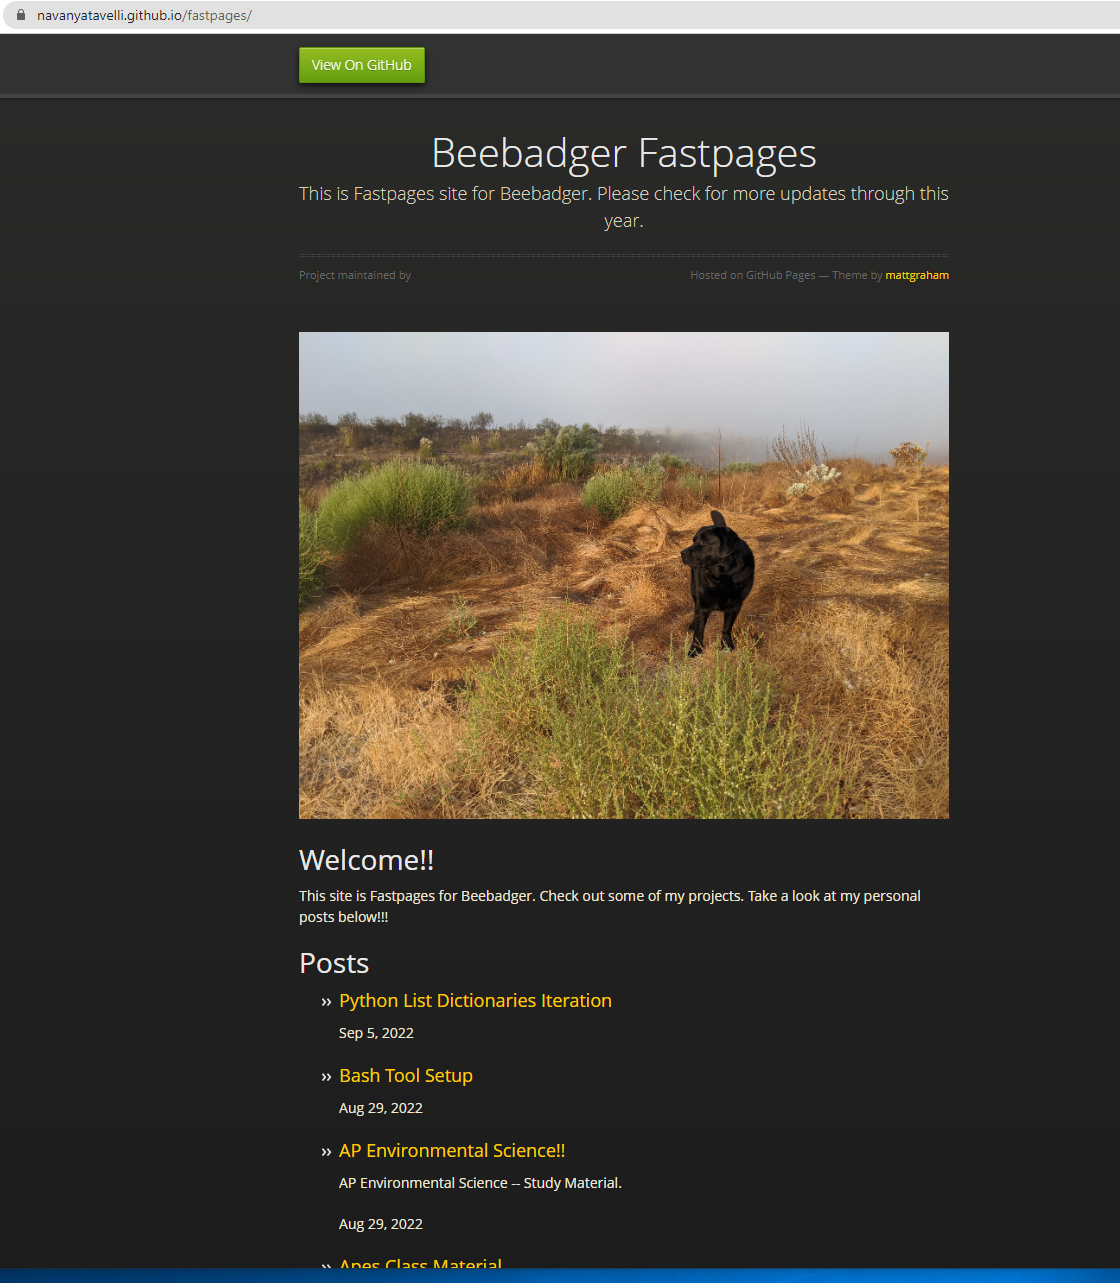 navanyatavelli.github.io/fastpages/
View On GitHub
Beebadger Fastpages
This is Fastpages site for Beebadger. Please check for more updates through this
year.
Project maintained by
Hosted on GitHub Pages — Theme by mattgraham
Welcome!!
This site is Fastpages for Beebadger. Check out some of my projects. Take a look at my personal
posts below!!!
Posts
›› Python List Dictionaries Iteration
Sep 5, 2022
›› Bash Tool Setup
Aug 29, 2022
›› AP Environmental Science!!
AP Environmental Science -- Study Material.
Aug 29, 2022
›› Apes Class Material